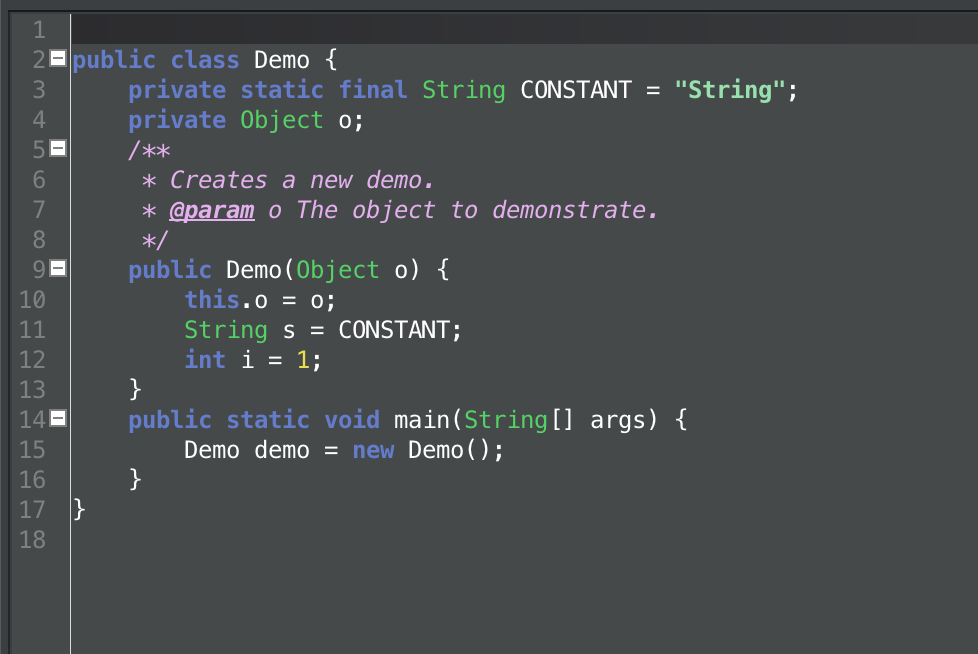 1
2 public class Demo {
3     private static final String CONSTANT = "String";
4     private Object o;
5     /**
6      * Creates a new demo.
7      * @param o The object to demonstrate.
8      */
9     public Demo(Object o) {
10         this.o = o;
11         String s = CONSTANT;
12         int i = 1;
13     }
14     public static void main(String[] args) {
15         Demo demo = new Demo();
16     }
17 }
18